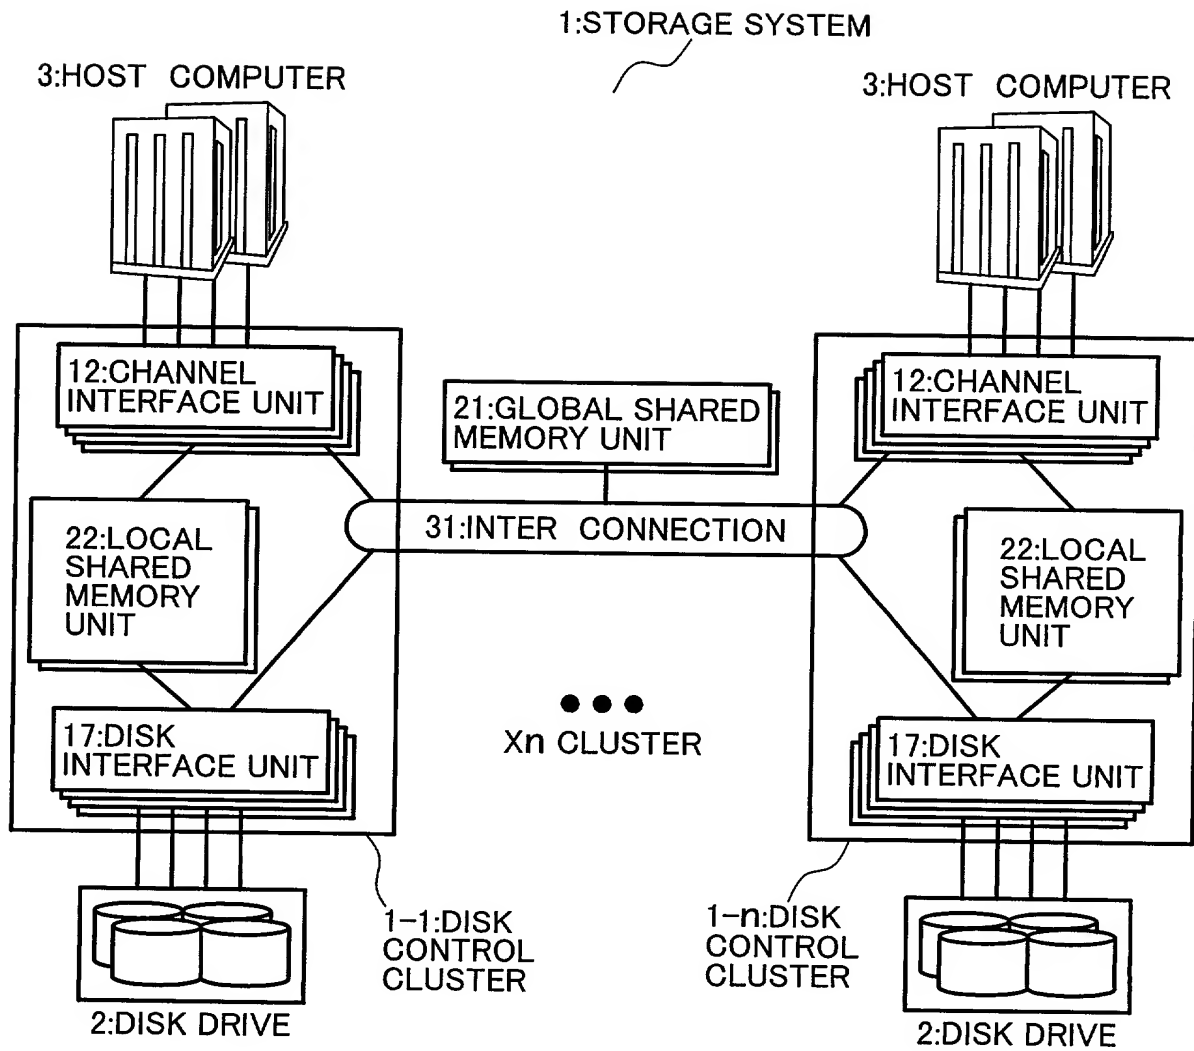 1:STORAGE SYSTEM
3:HOST COMPUTER
3:HOST COMPUTER
12:CHANNEL
INTERFACE UNIT
21:GLOBAL SHARED
MEMORY UNIT
12:CHANNEL
INTERFACE UNIT
31:INTER CONNECTION
22:LOCAL
SHARED
MEMORY
UNIT
22:LOCAL
SHARED
MEMORY
UNIT
17:DISK
INTERFACE UNIT
Xn CLUSTER
17:DISK
INTERFACE UNIT
1-1:DISK
CONTROL
CLUSTER
1-n:DISK
CONTROL
CLUSTER
2:DISK DRIVE
2:DISK DRIVE